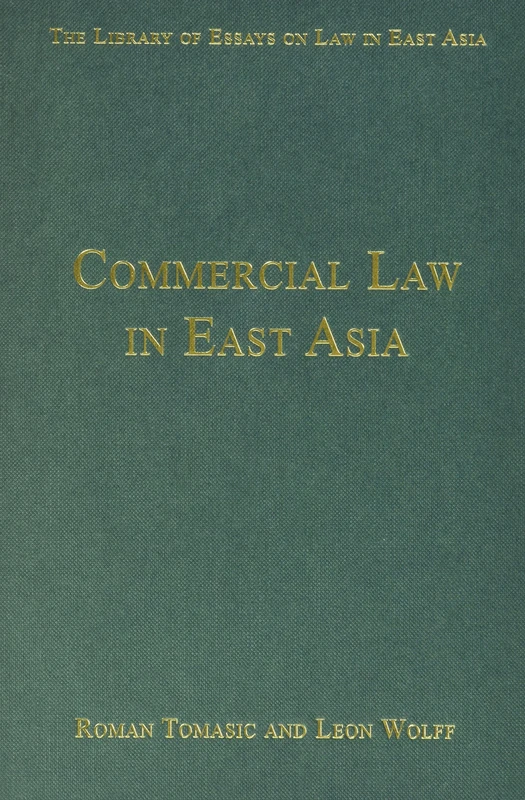 The Library of Essays on Law in East Asia
Commercial Law
in East Asia
Roman Tomasic and Leon Wolff